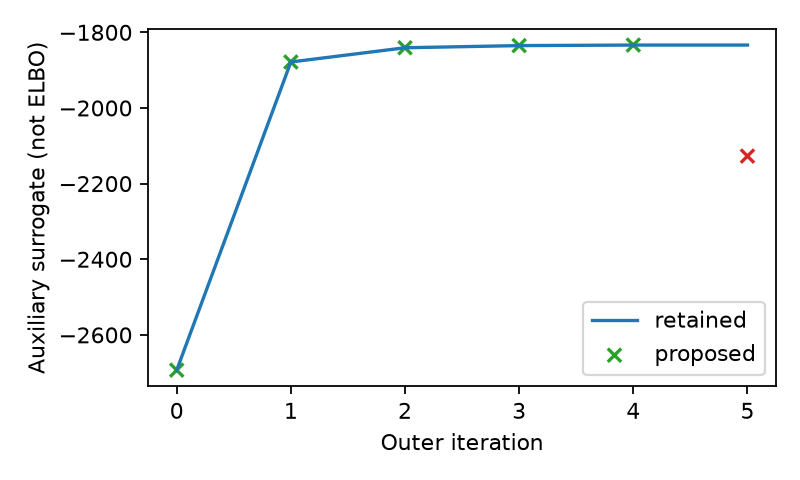 Auxiliary surrogate (not ELBO)
−1800
−2000
−2200
−2400
−2600
retained
proposed
0 1 2 3 4 5
Outer iteration